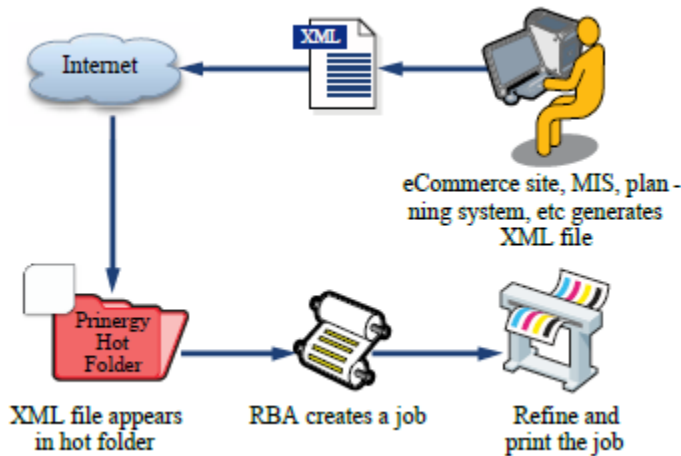 Internet
XML
eCommerce site, MIS, plan -
ning system, etc generates
XML file
Prinergy
Hot
Folder
XML file appears
in hot folder
RBA creates a job
Refine and
print the job